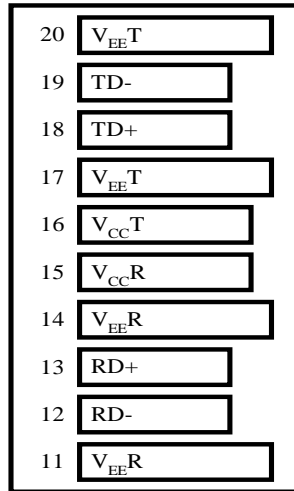 20 VEET
19 TD-
18 TD+
17 VEET
16 VCCT
15 VCCR
14 VEER
13 RD+
12 RD-
11 VEER